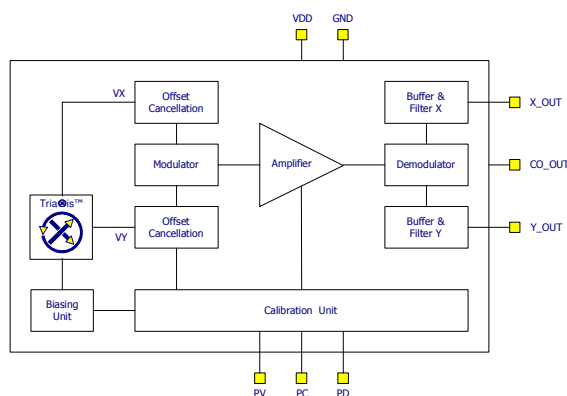 VDD GND
VX
Offset
Cancellation
Buffer &
Filter X
X_OUT
Modulator
Amplifier
Demodulator
CO_OUT
Tria⊗is™
VY
Offset
Cancellation
Buffer &
Filter Y
Y_OUT
Biasing
Unit
Calibration Unit
PV PC PD